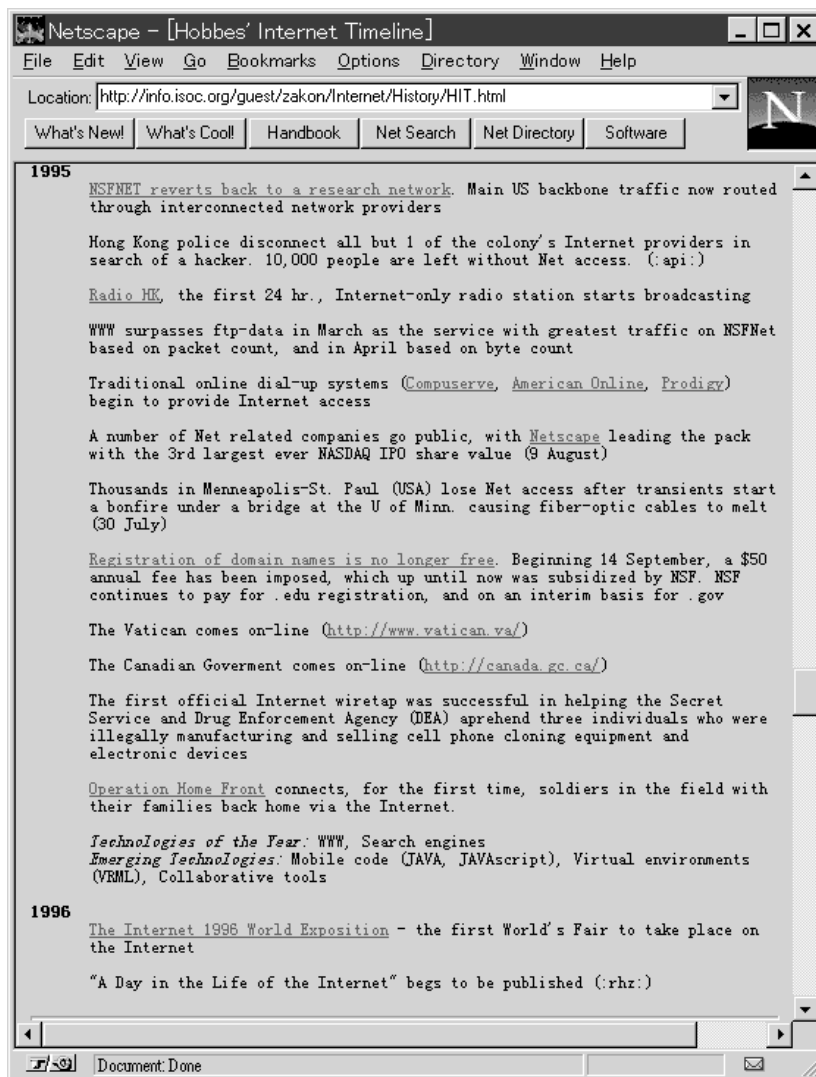 Netscape - [Hobbes' Internet Timeline]
File Edit View Go Bookmarks Options Directory Window Help
Location: http://info.isoc.org/guest/zakon/Internet/History/HIT.html
N
What's New! What's Cool! Handbook Net Search Net Directory Software
1995
NSFNET reverts back to a research network. Main US backbone traffic now routed
through interconnected network providers
Hong Kong police disconnect all but 1 of the colony's Internet providers in
search of a hacker. 10,000 people are left without Net access. (:api:)
Radio HK, the first 24 hr., Internet-only radio station starts broadcasting
WWW surpasses ftp-data in March as the service with greatest traffic on NSFNet
based on packet count, and in April based on byte count
Traditional online dial-up systems (Compuserve, American Online, Prodigy)
begin to provide Internet access
A number of Net related companies go public, with Netscape leading the pack
with the 3rd largest ever NASDAQ IPO share value (9 August)
Thousands in Menneapolis-St. Paul (USA) lose Net access after transients start
a bonfire under a bridge at the U of Minn. causing fiber-optic cables to melt
(30 July)
Registration of domain names is no longer free. Beginning 14 September, a $50
annual fee has been imposed, which up until now was subsidized by NSF. NSF
continues to pay for .edu registration, and on an interim basis for .gov
The Vatican comes on-line (http://www.vatican.va/)
The Canadian Goverment comes on-line (http://canada.gc.ca/)
The first official Internet wiretap was successful in helping the Secret
Service and Drug Enforcement Agency (DEA) aprehend three individuals who were
illegally manufacturing and selling cell phone cloning equipment and
electronic devices
Operation Home Front connects, for the first time, soldiers in the field with
their families back home via the Internet.
Technologies of the Year: WWW, Search engines
Emerging Technologies: Mobile code (JAVA, JAVAscript), Virtual environments
(VRML), Collaborative tools
1996
The Internet 1996 World Exposition - the first World's Fair to take place on
the Internet
"A Day in the Life of the Internet" begs to be published (:rhz:)
Document: Done